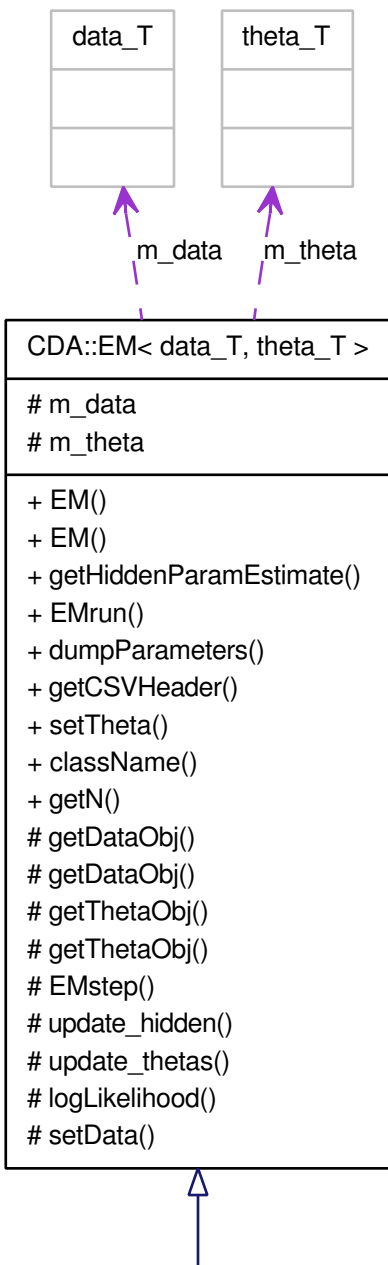 data_T
theta_T
m_data
m_theta
CDA::EM< data_T, theta_T >
# m_data
# m_theta
+ EM()
+ EM()
+ getHiddenParamEstimate()
+ EMrun()
+ dumpParameters()
+ getCSVHeader()
+ setTheta()
+ className()
+ getN()
# getDataObj()
# getDataObj()
# getThetaObj()
# getThetaObj()
# EMstep()
# update_hidden()
# update_thetas()
# logLikelihood()
# setData()